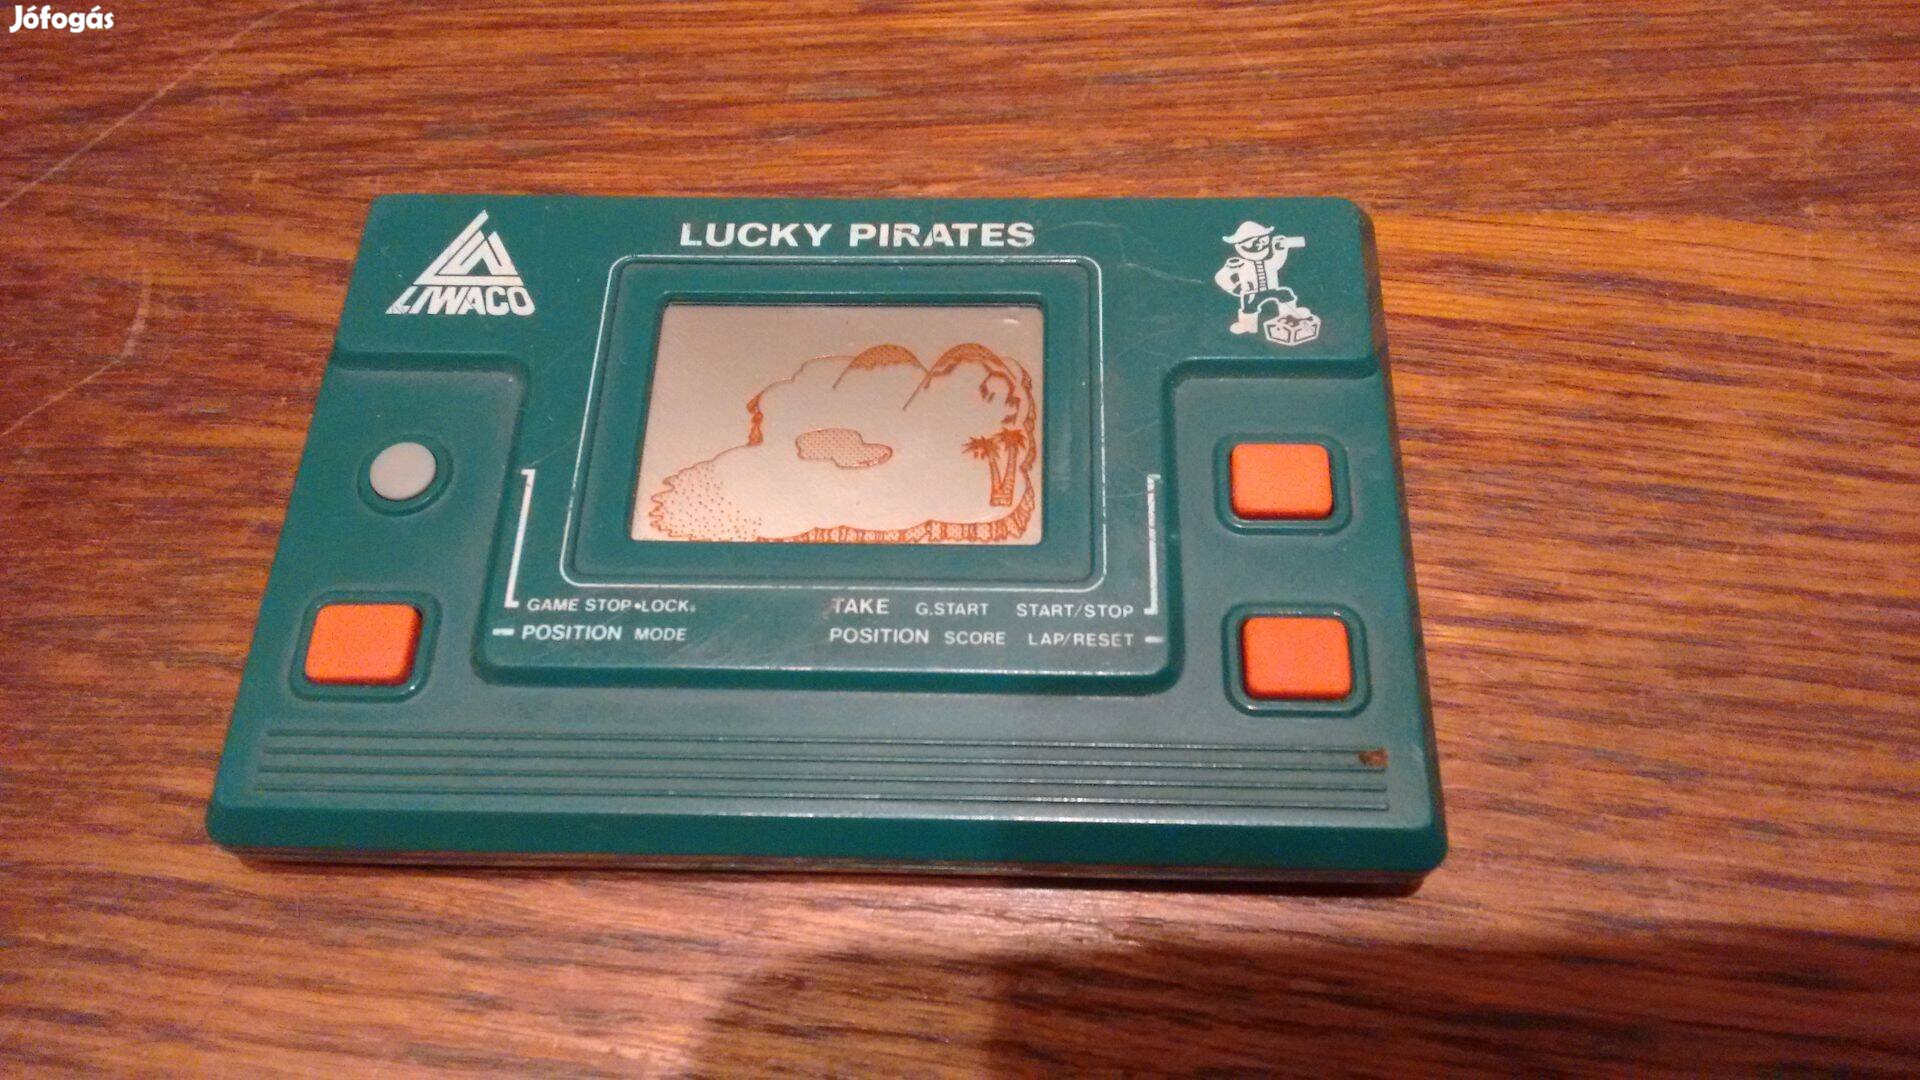 Jófogás
LUCKY PIRATES
LIWACO
GAME STOP•LOCK. TAKE G.START START/STOP
POSITION MODE POSITION SCORE LAP/RESET